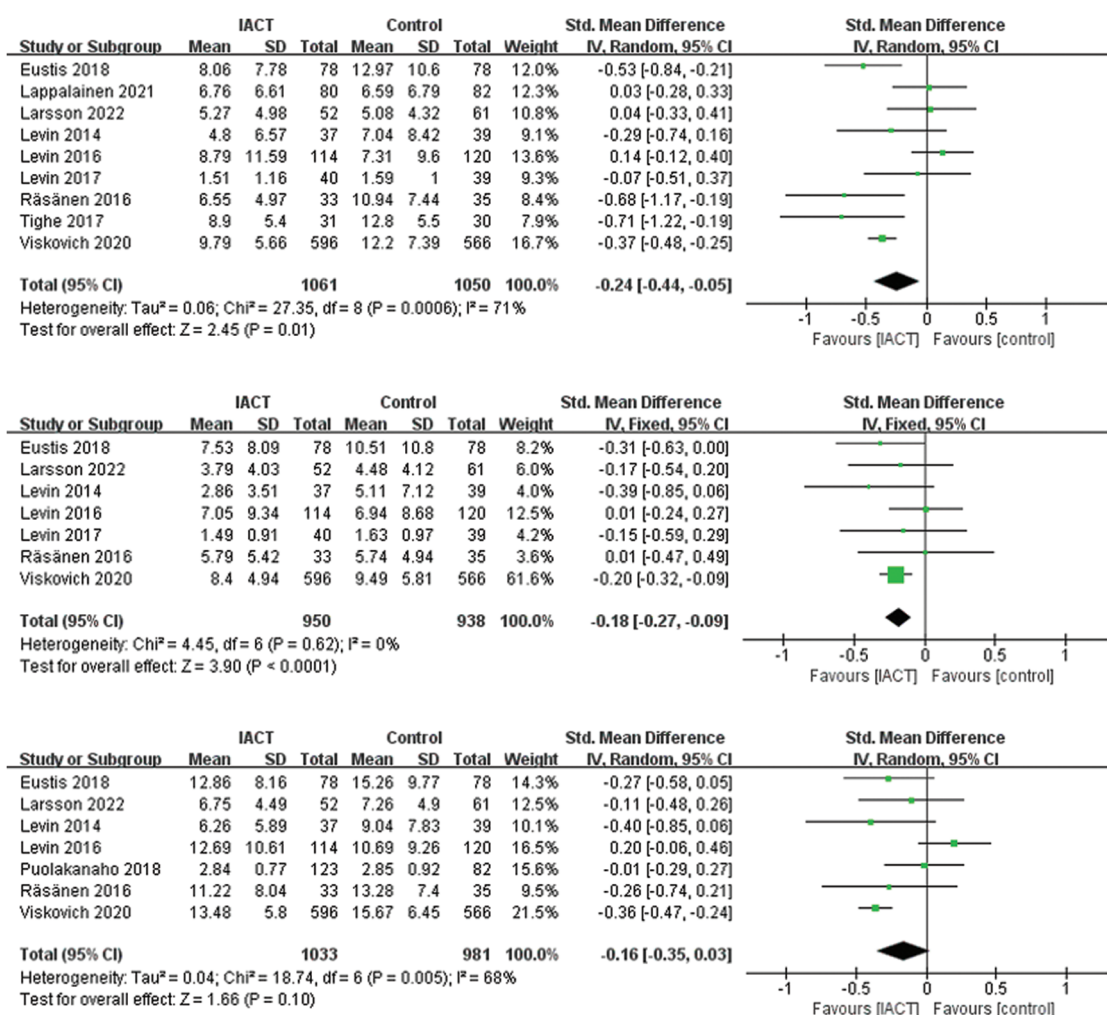 IACT Control Std. Mean Difference Std. Mean Difference
Study or Subgroup Mean SD Total Mean SD Total Weight IV, Random, 95% CI IV, Random, 95% CI
Eustis 2018 8.06 7.78 78 12.97 10.6 78 12.0% -0.53 [-0.84, -0.21]
Lappalainen 2021 6.76 6.61 80 6.59 6.79 82 12.3% 0.03 [-0.28, 0.33]
Larsson 2022 5.27 4.98 52 5.08 4.32 61 10.8% 0.04 [-0.33, 0.41]
Levin 2014 4.8 6.57 37 7.04 8.42 39 9.1% -0.29 [-0.74, 0.16]
Levin 2016 8.79 11.59 114 7.31 9.6 120 13.6% 0.14 [-0.12, 0.40]
Levin 2017 1.51 1.16 40 1.59 1 39 9.3% -0.07 [-0.51, 0.37]
Räsänen 2016 6.55 4.97 33 10.94 7.44 35 8.4% -0.68 [-1.17, -0.19]
Tighe 2017 8.9 5.4 31 12.8 5.5 30 7.9% -0.71 [-1.22, -0.19]
Viskovich 2020 9.79 5.66 596 12.2 7.39 566 16.7% -0.37 [-0.48, -0.25]
Total (95% CI) 1061 1050 100.0% -0.24 [-0.44, -0.05]
Heterogeneity: Tau² = 0.06; Chi² = 27.35, df = 8 (P = 0.0006); I² = 71%
Test for overall effect: Z = 2.45 (P = 0.01)
-1 -0.5 0 0.5 1
Favours [IACT] Favours [control]
IACT Control Std. Mean Difference Std. Mean Difference
Study or Subgroup Mean SD Total Mean SD Total Weight IV, Fixed, 95% CI IV, Fixed, 95% CI
Eustis 2018 7.53 8.09 78 10.51 10.8 78 8.2% -0.31 [-0.63, 0.00]
Larsson 2022 3.79 4.03 52 4.48 4.12 61 6.0% -0.17 [-0.54, 0.20]
Levin 2014 2.86 3.51 37 5.11 7.12 39 4.0% -0.39 [-0.85, 0.06]
Levin 2016 7.05 9.34 114 6.94 8.68 120 12.5% 0.01 [-0.24, 0.27]
Levin 2017 1.49 0.91 40 1.63 0.97 39 4.2% -0.15 [-0.59, 0.29]
Räsänen 2016 5.79 5.42 33 5.74 4.94 35 3.6% 0.01 [-0.47, 0.49]
Viskovich 2020 8.4 4.94 596 9.49 5.81 566 61.6% -0.20 [-0.32, -0.09]
Total (95% CI) 950 938 100.0% -0.18 [-0.27, -0.09]
Heterogeneity: Chi² = 4.45, df = 6 (P = 0.62); I² = 0%
Test for overall effect: Z = 3.90 (P < 0.0001)
-1 -0.5 0 0.5 1
Favours [IACT] Favours [control]
IACT Control Std. Mean Difference Std. Mean Difference
Study or Subgroup Mean SD Total Mean SD Total Weight IV, Random, 95% CI IV, Random, 95% CI
Eustis 2018 12.86 8.16 78 15.26 9.77 78 14.3% -0.27 [-0.58, 0.05]
Larsson 2022 6.75 4.49 52 7.26 4.9 61 12.5% -0.11 [-0.48, 0.26]
Levin 2014 6.26 5.89 37 9.04 7.83 39 10.1% -0.40 [-0.85, 0.06]
Levin 2016 12.69 10.61 114 10.69 9.26 120 16.5% 0.20 [-0.06, 0.46]
Puolakanaho 2018 2.84 0.77 123 2.85 0.92 82 15.6% -0.01 [-0.29, 0.27]
Räsänen 2016 11.22 8.04 33 13.28 7.4 35 9.5% -0.26 [-0.74, 0.21]
Viskovich 2020 13.48 5.8 596 15.67 6.45 566 21.5% -0.36 [-0.47, -0.24]
Total (95% CI) 1033 981 100.0% -0.16 [-0.35, 0.03]
Heterogeneity: Tau² = 0.04; Chi² = 18.74, df = 6 (P = 0.005); I² = 68%
Test for overall effect: Z = 1.66 (P = 0.10)
-1 -0.5 0 0.5 1
Favours [IACT] Favours [control]